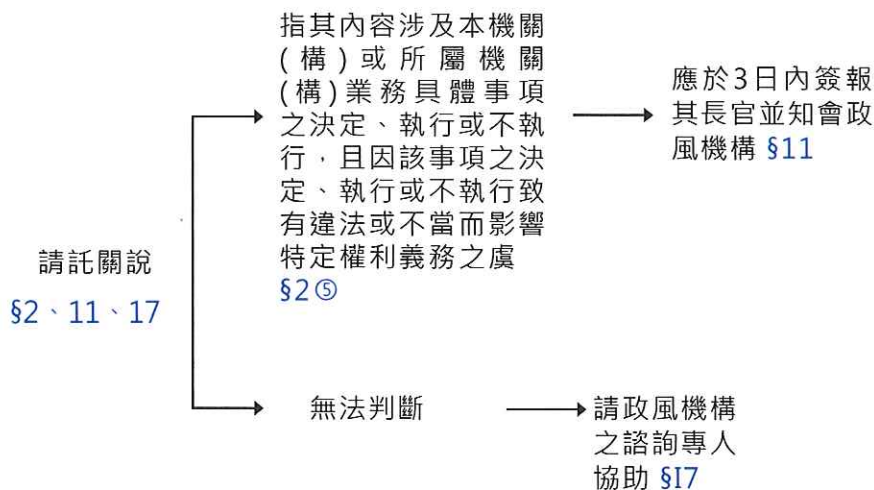 請託關說
§2、11、17
指其內容涉及本機關
(構)或所屬機關
(構)業務具體事項
之決定、執行或不執
行，且因該事項之決
定、執行或不執行致
有違法或不當而影響
特定權利義務之虞
§2⑤
應於3日內簽報
其長官並知會政
風機構 §11
無法判斷
請政風機構
之諮詢專人
協助 §I7